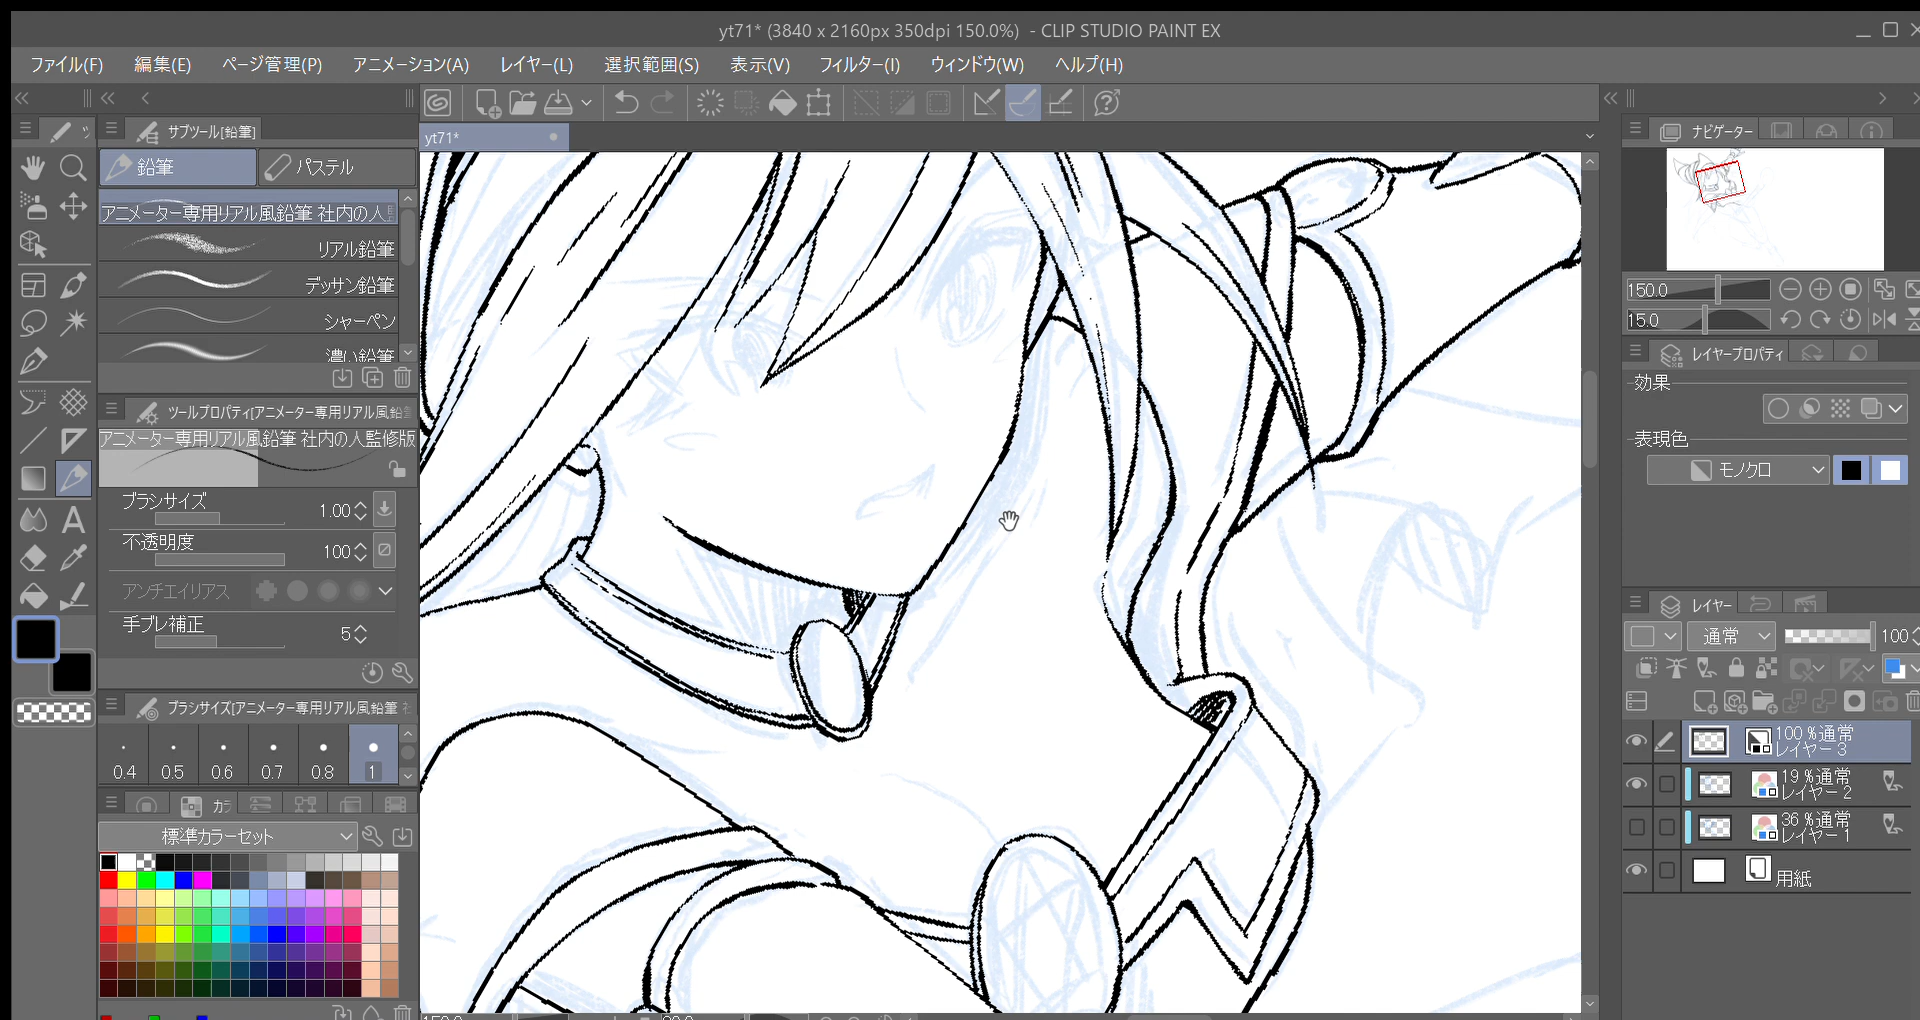 yt71* (3840 x 2160px 350dpi 150.0%)  - CLIP STUDIO PAINT EX
ファイル(F) 編集(E) ページ管理(P) アニメーション(A) レイヤー(L) 選択範囲(S) 表示(V) フィルター(I) ウィンドウ(W) ヘルプ(H)
サブツール[鉛筆]
yt71*
鉛筆 パステル
アニメーター専用リアル風鉛筆 社内の人
リアル鉛筆
デッサン鉛筆
シャーペン
濃い鉛筆
ツールプロパティ[アニメーター専用リアル風鉛筆
アニメーター専用リアル風鉛筆 社内の人監修版
ブラシサイズ 1.00
不透明度 100
アンチエイリアス
手ブレ補正 5
ブラシサイズ[アニメーター専用リアル風鉛筆
0.4 0.5 0.6 0.7 0.8 1
カラ
標準カラーセット
ナビゲーター
150.0
15.0
レイヤープロパティ
効果
表現色
モノクロ
レイヤー
通常 100
100 %通常
レイヤー 3
19 %通常
レイヤー 2
36 %通常
レイヤー 1
用紙